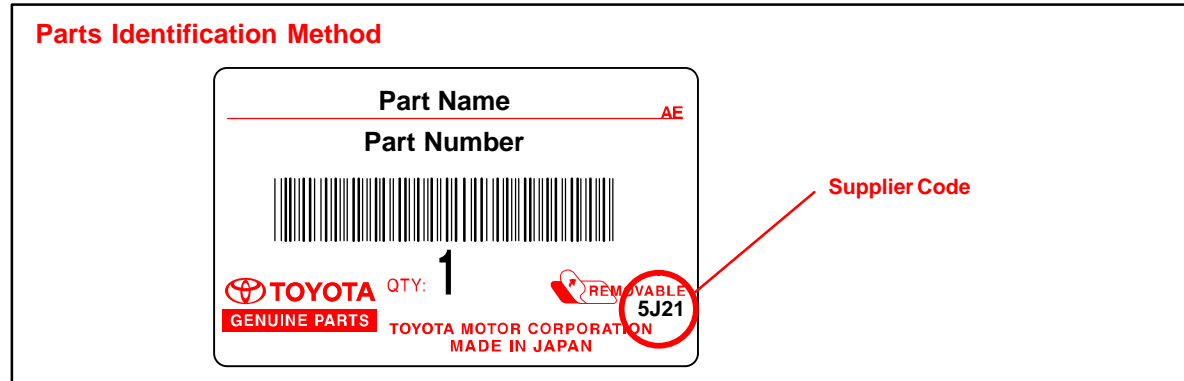 Parts Identification Method
Part Name
AE
Part Number
Supplier Code
TOYOTA
QTY: 1
REMOVABLE
5J21
GENUINE PARTS
TOYOTA MOTOR CORPORATION
MADE IN JAPAN